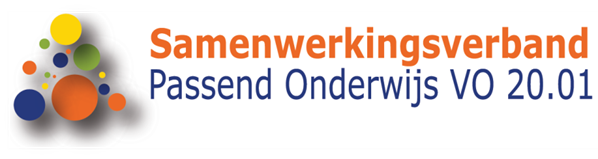 Samenwerkingsverband
Passend Onderwijs VO 20.01